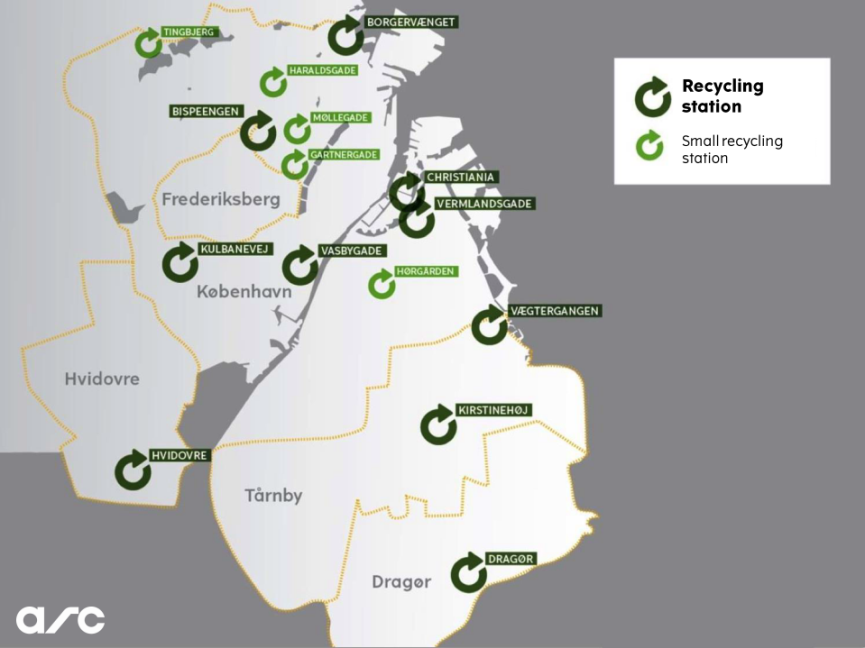 BORGERVÆNGET
TINGBJERG
HARALDSGADE
Recycling
station
BISPEENGEN
MØLLEGADE
Small recycling
station
GARTNERGADE
CHRISTIANIA
Frederiksberg
VERMLANDSGADE
KULBANEVEJ
VASBYGADE
HØRGÅRDEN
København
VÆGTERGANGEN
Hvidovre
KIRSTINEHØJ
HVIDOVRE
Tårnby
DRAGØR
Dragør
arc